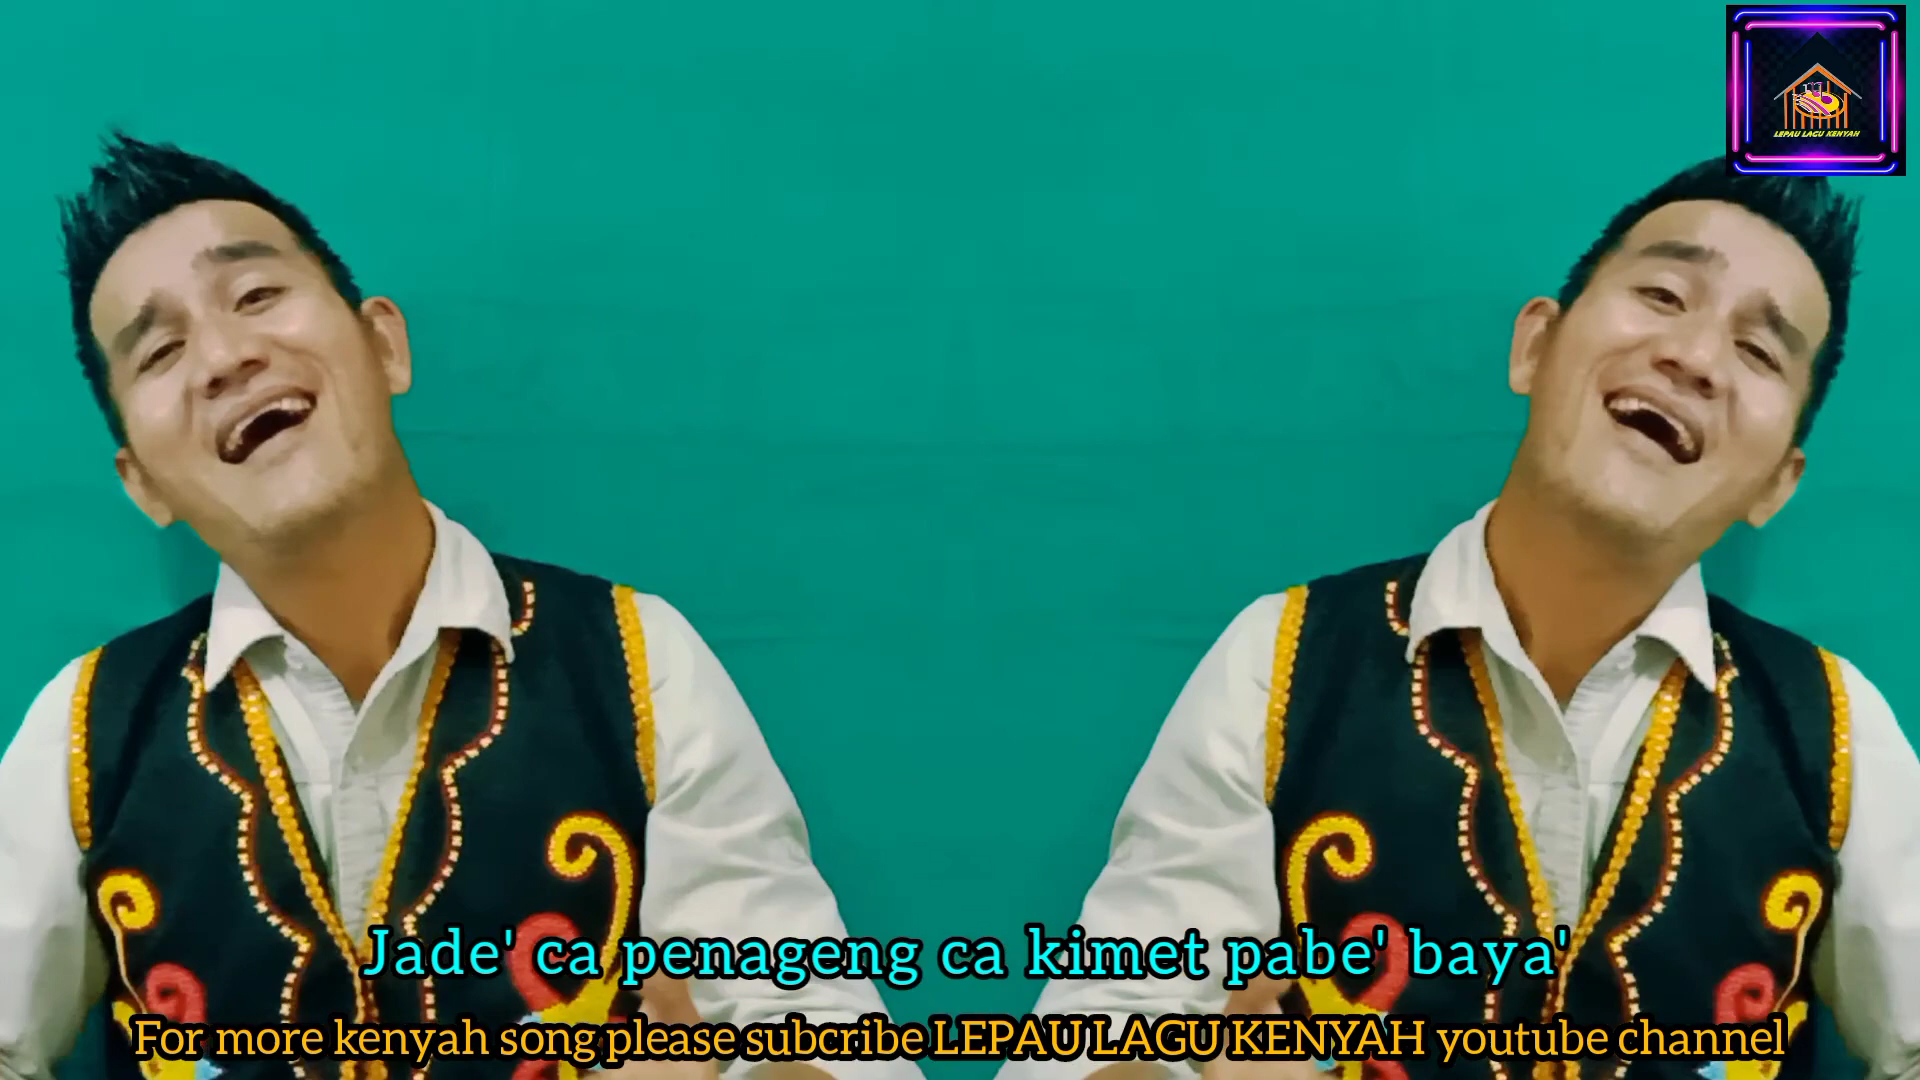 LEPAU LAGU KENYAH
Jade' ca penageng ca kimet pabe' baya'
For more kenyah song please subcribe LEPAU LAGU KENYAH youtube channel